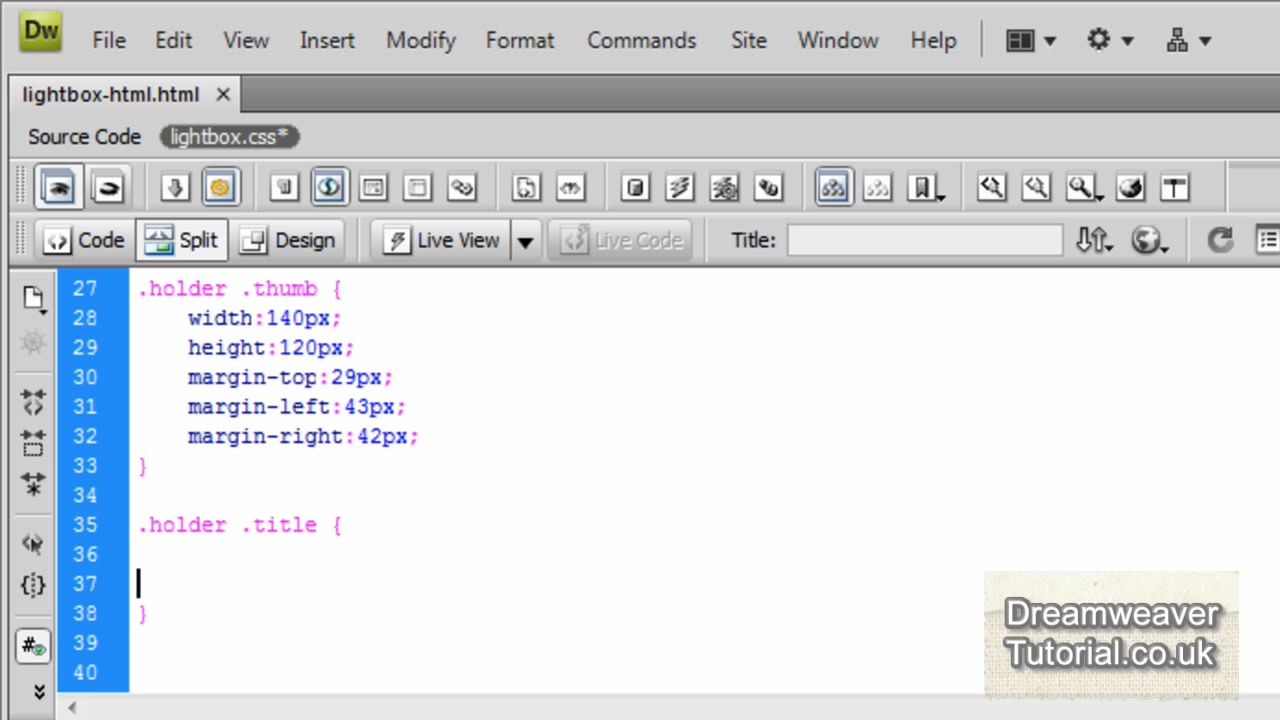 Dw File Edit View Insert Modify Format Commands Site Window Help
lightbox-html.html
Source Code lightbox.css*
Code Split Design Live View Live Code Title:
27 .holder .thumb {
28 width:140px;
29 height:120px;
30 margin-top:29px;
31 margin-left:43px;
32 margin-right:42px;
33 }
34
35 .holder .title {
36
37
38 }
39
40
Dreamweaver
Tutorial.co.uk